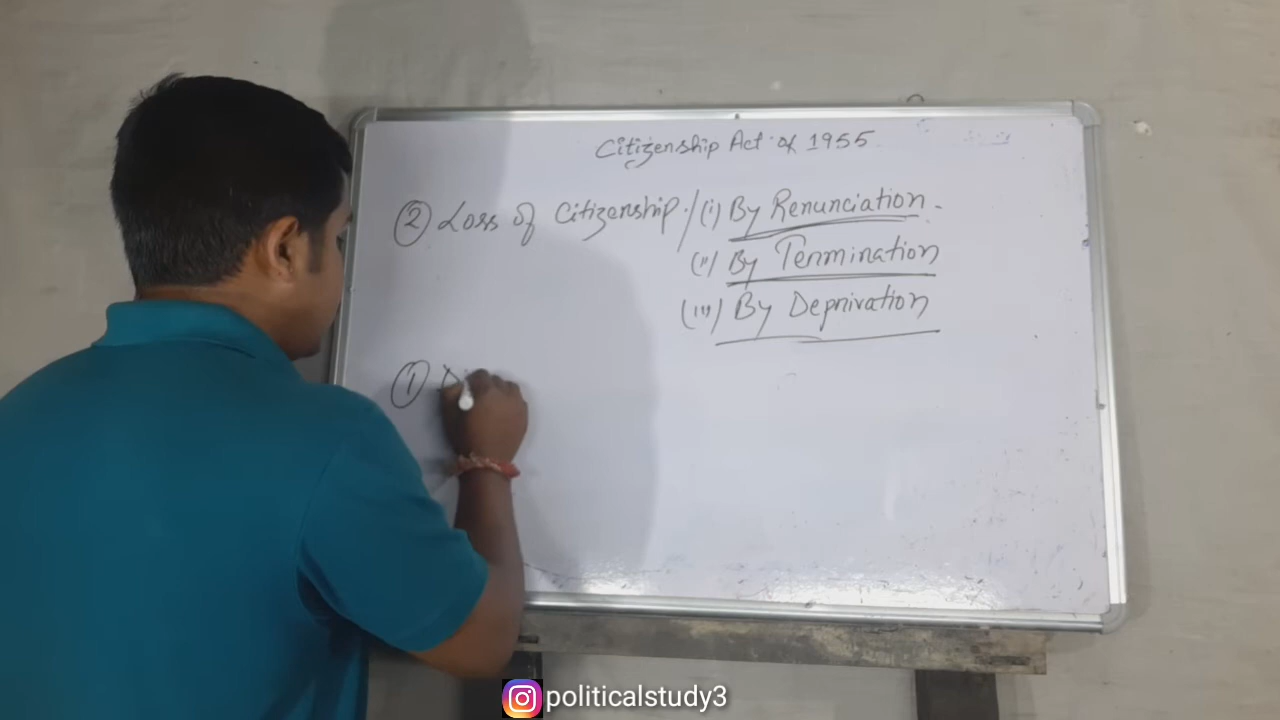 Citizenship Act of 1955
② Loss of Citizenship / (i) By Renunciation.
(ii) By Termination
(iii) By Deprivation
①
politicalstudy3